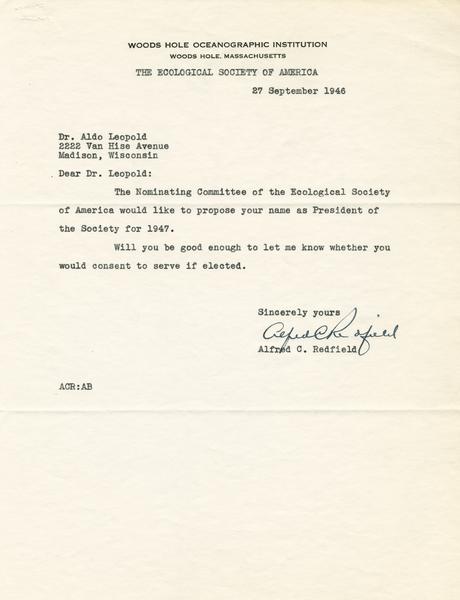 WOODS HOLE OCEANOGRAPHIC INSTITUTION
WOODS HOLE, MASSACHUSETTS
THE ECOLOGICAL SOCIETY OF AMERICA
27 September 1946
Dr. Aldo Leopold
2222 Van Hise Avenue
Madison, Wisconsin
Dear Dr. Leopold:
The Nominating Committee of the Ecological Society
of America would like to propose your name as President of
the Society for 1947.
Will you be good enough to let me know whether you
would consent to serve if elected.
Sincerely yours
Alfred C. Redfield
Alfred C. Redfield
ACR:AB